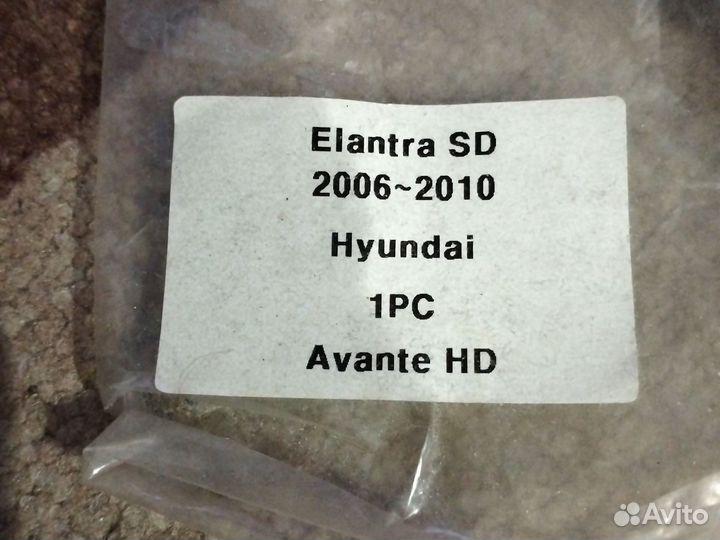 Elantra SD
2006~2010
Hyundai
1PC
Avante HD
Avito